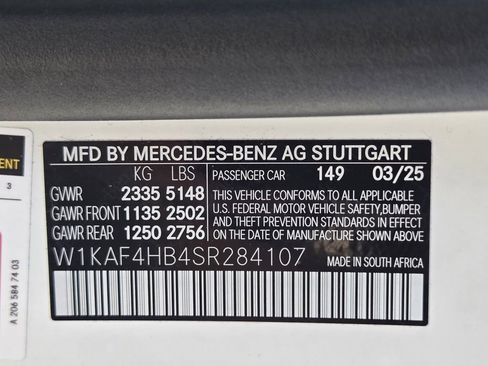 MFD BY MERCEDES-BENZ AG STUTTGART
KG LBS
PASSENGER CAR 149 03/25
GVWR 2335 5148
GAWR FRONT 1135 2502
GAWR REAR 1250 2756
THIS VEHICLE CONFORMS TO ALL APPLICABLE
U.S. FEDERAL MOTOR VEHICLE SAFETY, BUMPER
AND THEFT PREVENTION STANDARDS IN EFFECT
ON THE DATE OF MANUFACTURE SHOWN ABOVE.
W1KAF4HB4SR284107
MADE IN SOUTH AFRICA
ENT
3
A 206 584 74 03